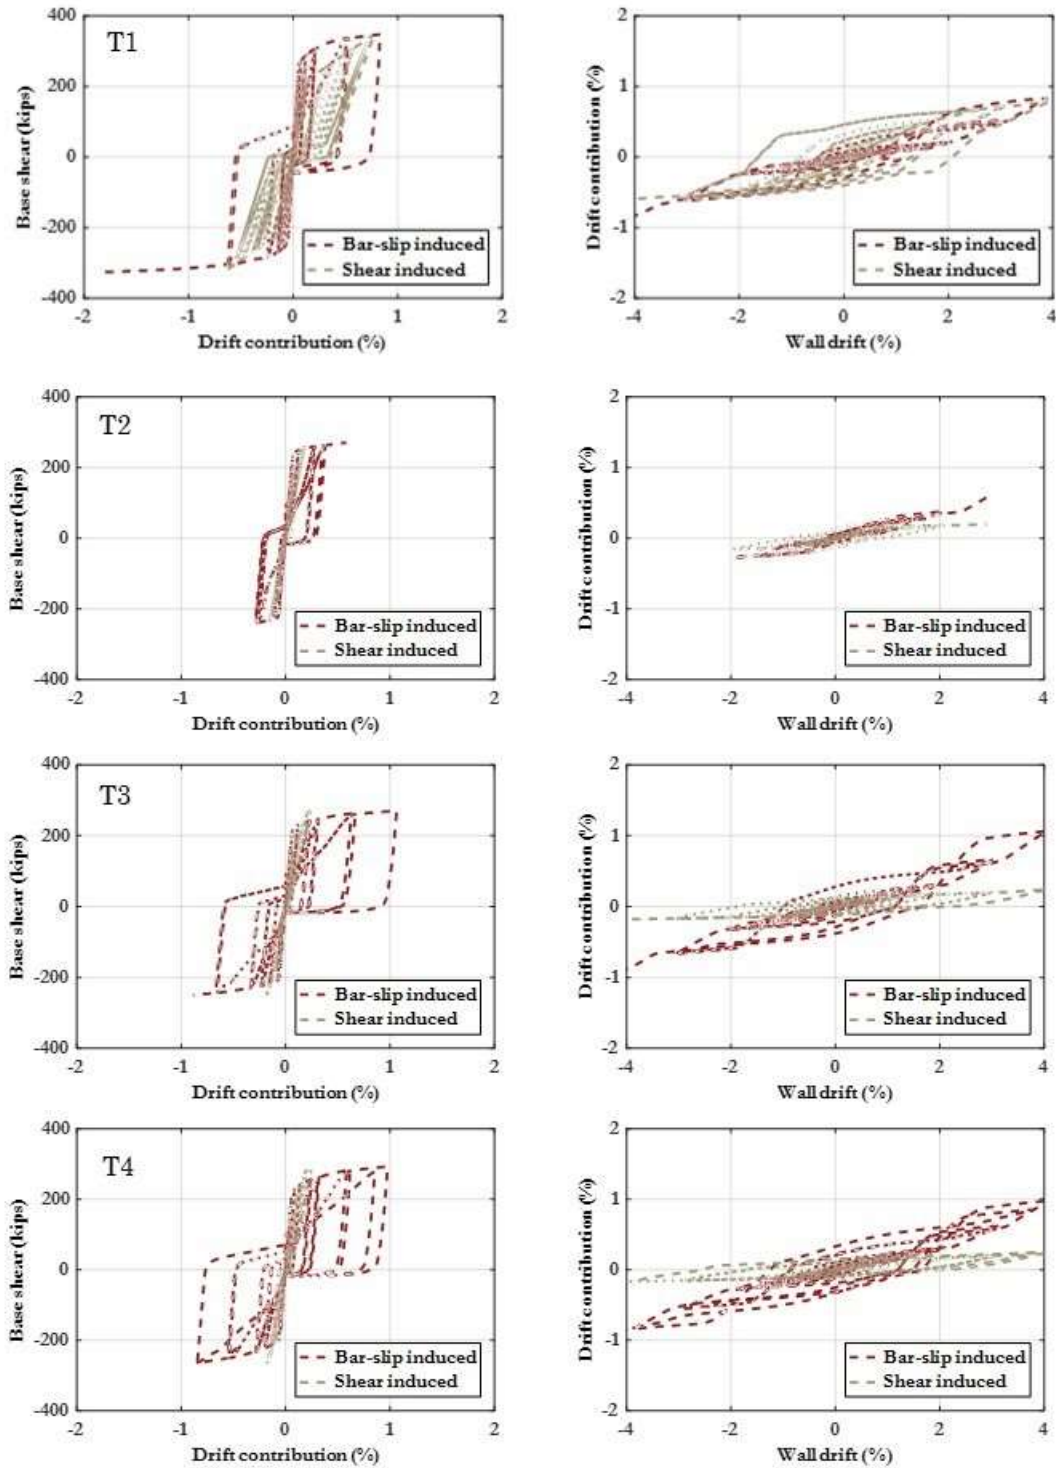 400
200
0
-200
-400
Base shear (kips)
T1
Bar-slip induced
Shear induced
-2
-1
0
1
2
Drift contribution (%)
2
1
0
-1
-2
Drift contribution (%)
Bar-slip induced
Shear induced
-4
-2
0
2
4
Wall drift (%)
400
200
0
-200
-400
Base shear (kips)
T2
Bar-slip induced
Shear induced
-2
-1
0
1
2
Drift contribution (%)
2
1
0
-1
-2
Drift contribution (%)
Bar-slip induced
Shear induced
-4
-2
0
2
4
Wall drift (%)
400
200
0
-200
-400
Base shear (kips)
T3
Bar-slip induced
Shear induced
-2
-1
0
1
2
Drift contribution (%)
2
1
0
-1
-2
Drift contribution (%)
Bar-slip induced
Shear induced
-4
-2
0
2
4
Wall drift (%)
400
200
0
-200
-400
Base shear (kips)
T4
Bar-slip induced
Shear induced
-2
-1
0
1
2
Drift contribution (%)
2
1
0
-1
-2
Drift contribution (%)
Bar-slip induced
Shear induced
-4
-2
0
2
4
Wall drift (%)